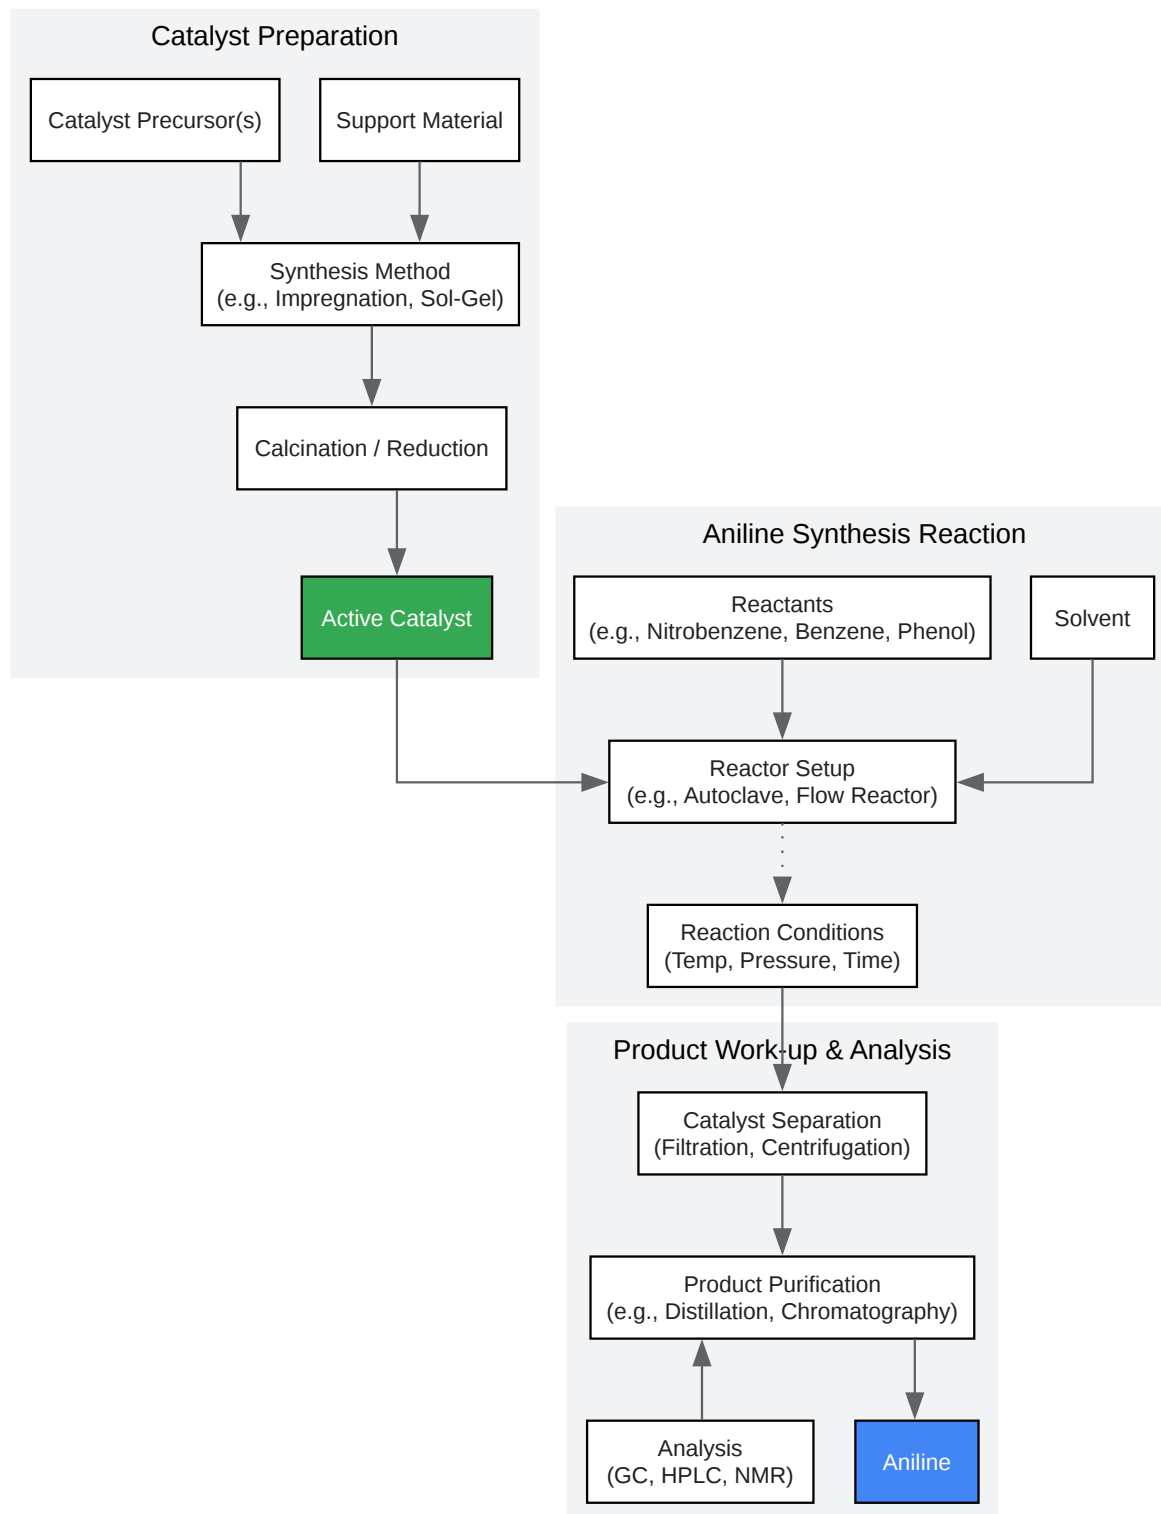 Catalyst Preparation
Catalyst Precursor(s)
Support Material
Synthesis Method
(e.g., Impregnation, Sol-Gel)
Calcination / Reduction
Active Catalyst
Aniline Synthesis Reaction
Reactants
(e.g., Nitrobenzene, Benzene, Phenol)
Solvent
Reactor Setup
(e.g., Autoclave, Flow Reactor)
Reaction Conditions
(Temp, Pressure, Time)
Product Work-up & Analysis
Catalyst Separation
(Filtration, Centrifugation)
Product Purification
(e.g., Distillation, Chromatography)
Analysis
(GC, HPLC, NMR)
Aniline